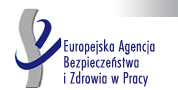 Europejska Agencja
Bezpieczeństwa
i Zdrowia w Pracy